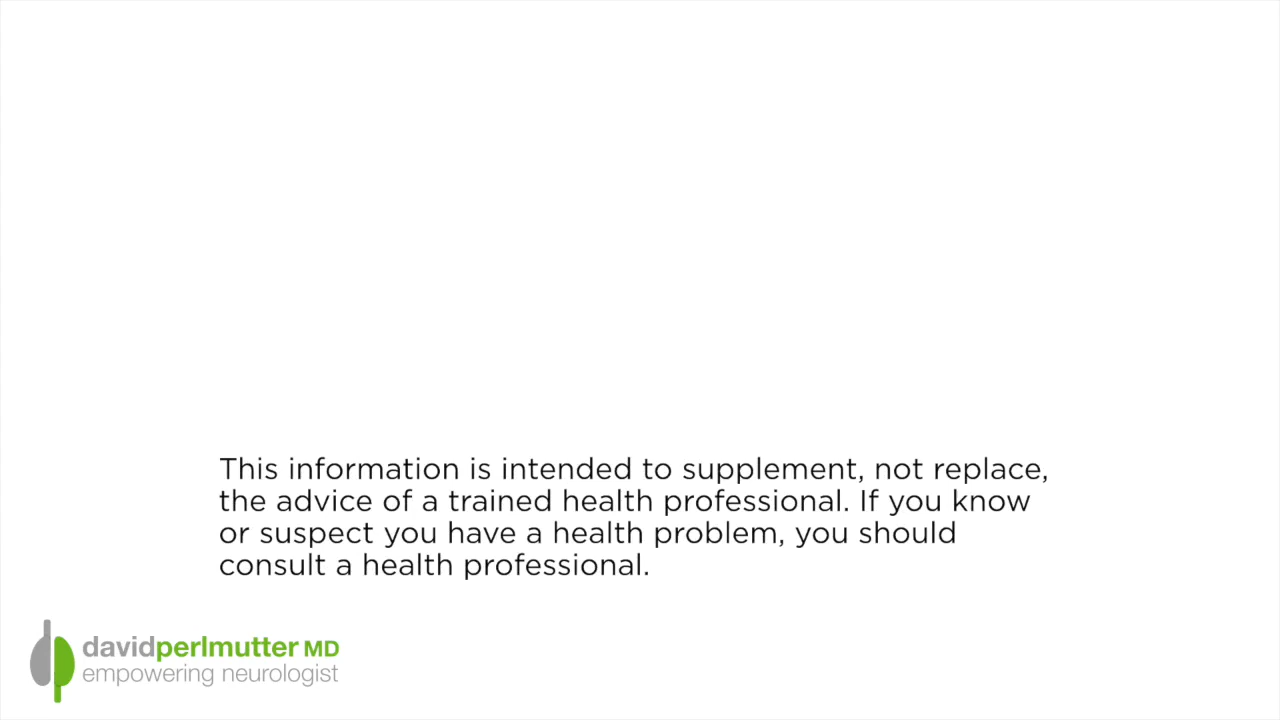 This information is intended to supplement, not replace,
the advice of a trained health professional. If you know
or suspect you have a health problem, you should
consult a health professional.
davidperlmutter MD
empowering neurologist